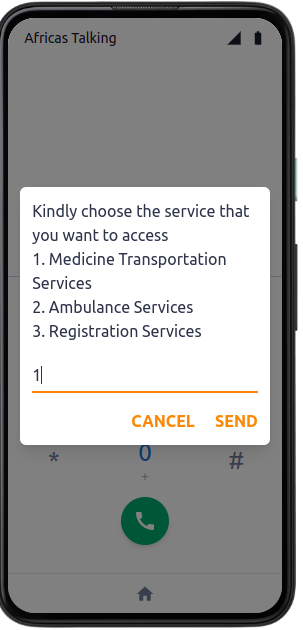 Africas Talking
Kindly choose the service that
you want to access
1. Medicine Transportation
Services
2. Ambulance Services
3. Registration Services
1
CANCEL SEND
* 0 #
+